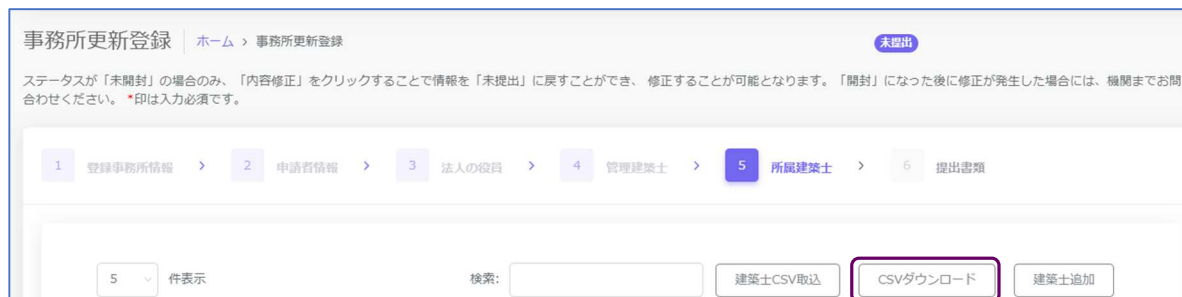 事務所更新登録 ホーム › 事務所更新登録 未提出
ステータスが「未開封」の場合のみ、「内容修正」をクリックすることで情報を「未提出」に戻すことができ、 修正することが可能となります。「開封」になった後に修正が発生した場合には、機関までお問
合わせください。 *印は入力必須です。
1 登録事務所情報 › 2 申請者情報 › 3 法人の役員 › 4 管理建築士 › 5 所属建築士 › 6 提出書類
5 件表示 検索: 建築士CSV取込 CSVダウンロード 建築士追加